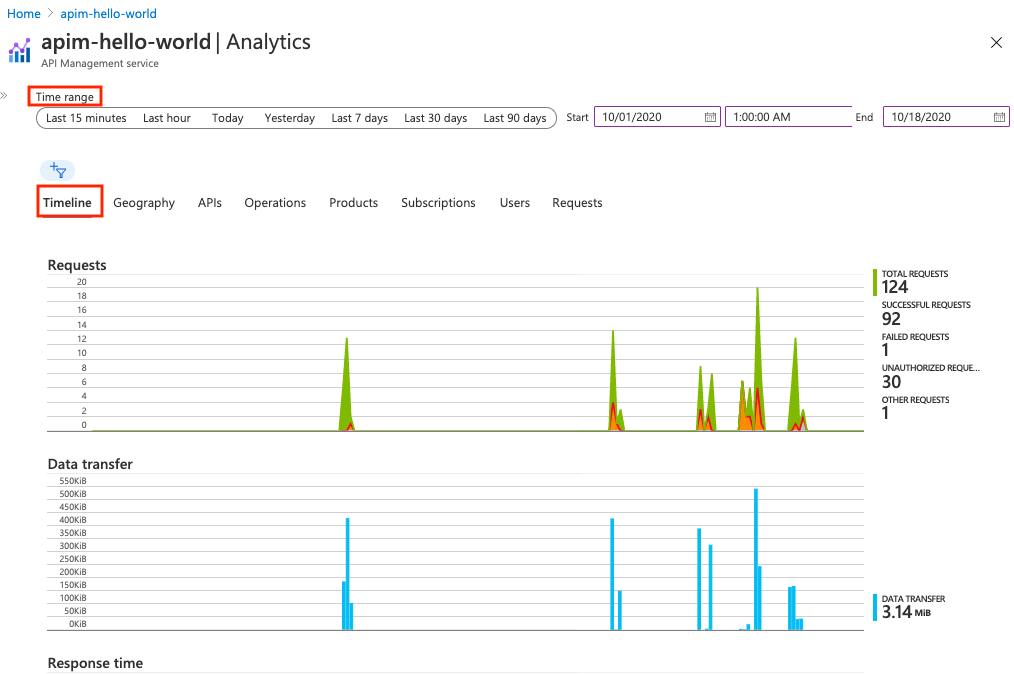 Home > apim-hello-world
apim-hello-world | Analytics
API Management service
Time range
Last 15 minutes Last hour Today Yesterday Last 7 days Last 30 days Last 90 days Start 10/01/2020 1:00:00 AM End 10/18/2020
Timeline Geography APIs Operations Products Subscriptions Users Requests
Requests
20
18
16
14
12
10
8
6
4
2
0
TOTAL REQUESTS
124
SUCCESSFUL REQUESTS
92
FAILED REQUESTS
1
UNAUTHORIZED REQUE...
30
OTHER REQUESTS
1
Data transfer
550KiB
500KiB
450KiB
400KiB
350KiB
300KiB
250KiB
200KiB
150KiB
100KiB
50KiB
0KiB
DATA TRANSFER
3.14 MiB
Response time